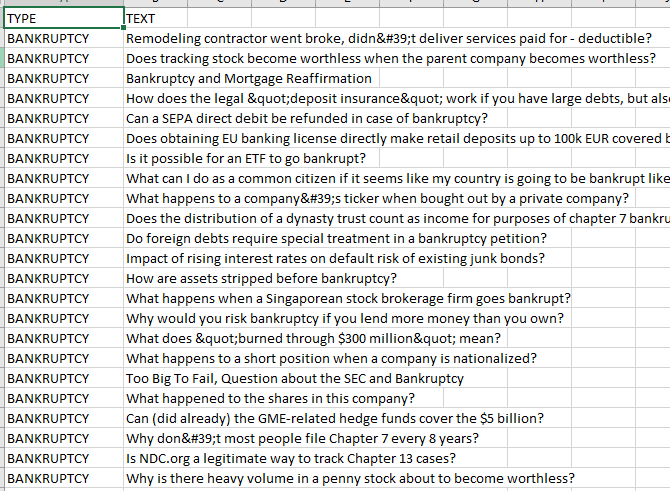 TYPE TEXT
BANKRUPTCY Remodeling contractor went broke, didn&#39;t deliver services paid for - deductible?
BANKRUPTCY Does tracking stock become worthless when the parent company becomes worthless?
BANKRUPTCY Bankruptcy and Mortgage Reaffirmation
BANKRUPTCY How does the legal &quot;deposit insurance&quot; work if you have large debts, but also
BANKRUPTCY Can a SEPA direct debit be refunded in case of bankruptcy?
BANKRUPTCY Does obtaining EU banking license directly make retail deposits up to 100k EUR covered
BANKRUPTCY Is it possible for an ETF to go bankrupt?
BANKRUPTCY What can I do as a common citizen if it seems like my country is going to be bankrupt like
BANKRUPTCY What happens to a company&#39;s ticker when bought out by a private company?
BANKRUPTCY Does the distribution of a dynasty trust count as income for purposes of chapter 7 bankru
BANKRUPTCY Do foreign debts require special treatment in a bankruptcy petition?
BANKRUPTCY Impact of rising interest rates on default risk of existing junk bonds?
BANKRUPTCY How are assets stripped before bankruptcy?
BANKRUPTCY What happens when a Singaporean stock brokerage firm goes bankrupt?
BANKRUPTCY Why would you risk bankruptcy if you lend more money than you own?
BANKRUPTCY What does &quot;burned through $300 million&quot; mean?
BANKRUPTCY What happens to a short position when a company is nationalized?
BANKRUPTCY Too Big To Fail, Question about the SEC and Bankruptcy
BANKRUPTCY What happened to the shares in this company?
BANKRUPTCY Can (did already) the GME-related hedge funds cover the $5 billion?
BANKRUPTCY Why don&#39;t most people file Chapter 7 every 8 years?
BANKRUPTCY Is NDC.org a legitimate way to track Chapter 13 cases?
BANKRUPTCY Why is there heavy volume in a penny stock about to become worthless?